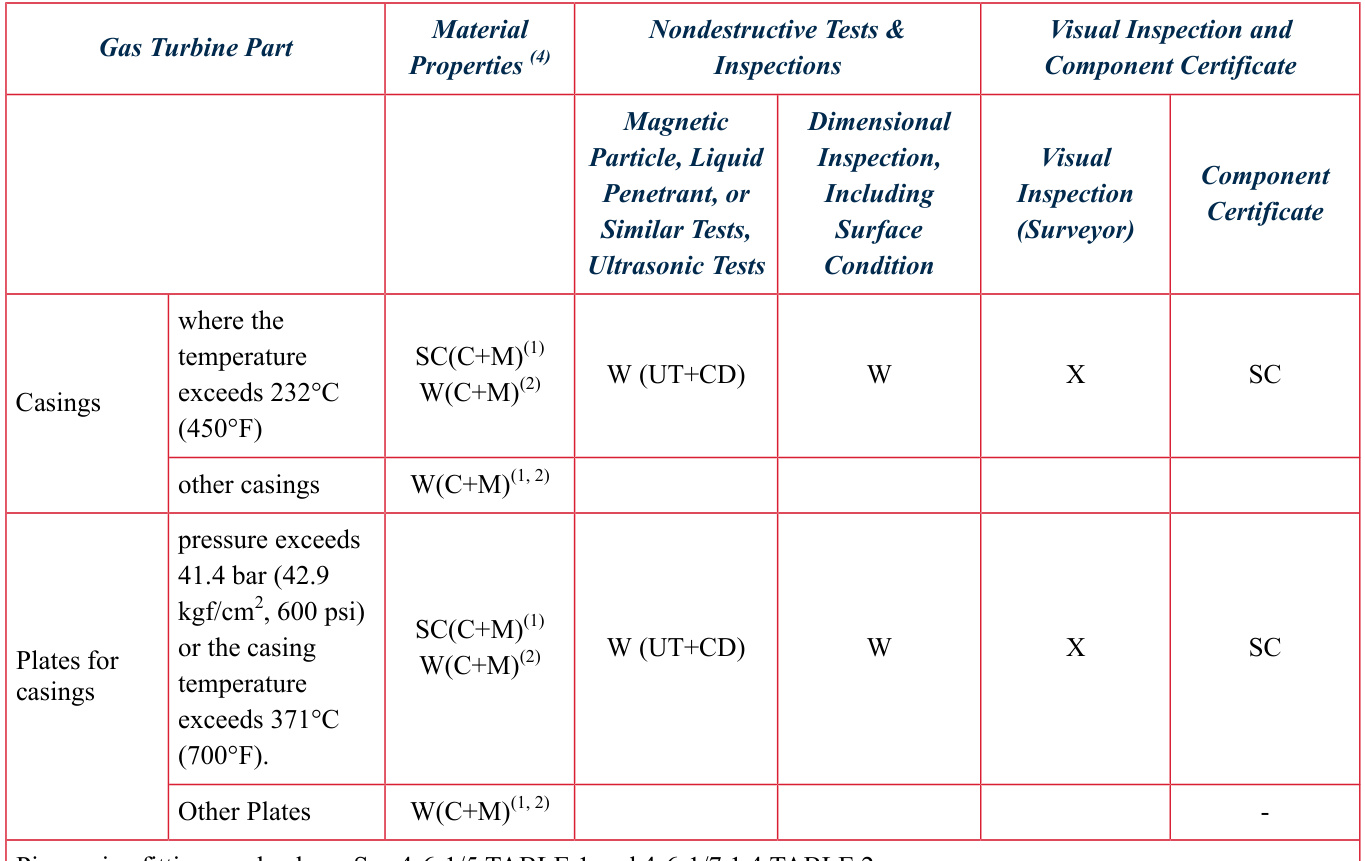 Gas Turbine Part
Material
Properties (4)
Nondestructive Tests &
Inspections
Visual Inspection and
Component Certificate
Magnetic
Particle, Liquid
Penetrant, or
Similar Tests,
Ultrasonic Tests
Dimensional
Inspection,
Including
Surface
Condition
Visual
Inspection
(Surveyor)
Component
Certificate
Casings
where the
temperature
exceeds 232°C
(450°F)
SC(C+M)(1)
W(C+M)(2)
W (UT+CD)
W
X
SC
other casings
W(C+M)(1, 2)
Plates for
casings
pressure exceeds
41.4 bar (42.9
kgf/cm2, 600 psi)
or the casing
temperature
exceeds 371°C
(700°F).
SC(C+M)(1)
W(C+M)(2)
W (UT+CD)
W
X
SC
Other Plates
W(C+M)(1, 2)
-